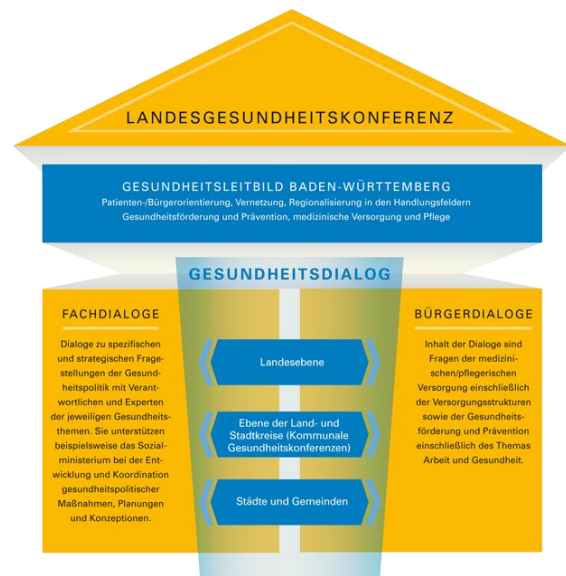 LANDESGESUNDHEITSKONFERENZ
GESUNDHEITSLEITBILD BADEN-WÜRTTEMBERG
Patienten-/Bürgerorientierung, Vernetzung, Regionalisierung in den Handlungsfeldern
Gesundheitsförderung und Prävention, medizinische Versorgung und Pflege
GESUNDHEITSDIALOG
FACHDIALOGE
Dialoge zu spezifischen
und strategischen Frage-
stellungen der Gesund-
heitspolitik mit Verant-
wortlichen und Experten
der jeweiligen Gesundheits-
themen. Sie unterstützen
beispielsweise das Sozial-
ministerium bei der Ent-
wicklung und Koordination
gesundheitspolitischer
Maßnahmen, Planungen
und Konzeptionen.
Landesebene
Ebene der Land- und
Stadtkreise (Kommunale
Gesundheitskonferenzen)
Städte und Gemeinden
BÜRGERDIALOGE
Inhalt der Dialoge sind
Fragen der medizini-
schen/pflegerischen
Versorgung einschließlich
der Versorgungsstrukturen
sowie der Gesundheits-
förderung und Prävention
einschließlich des Themas
Arbeit und Gesundheit.